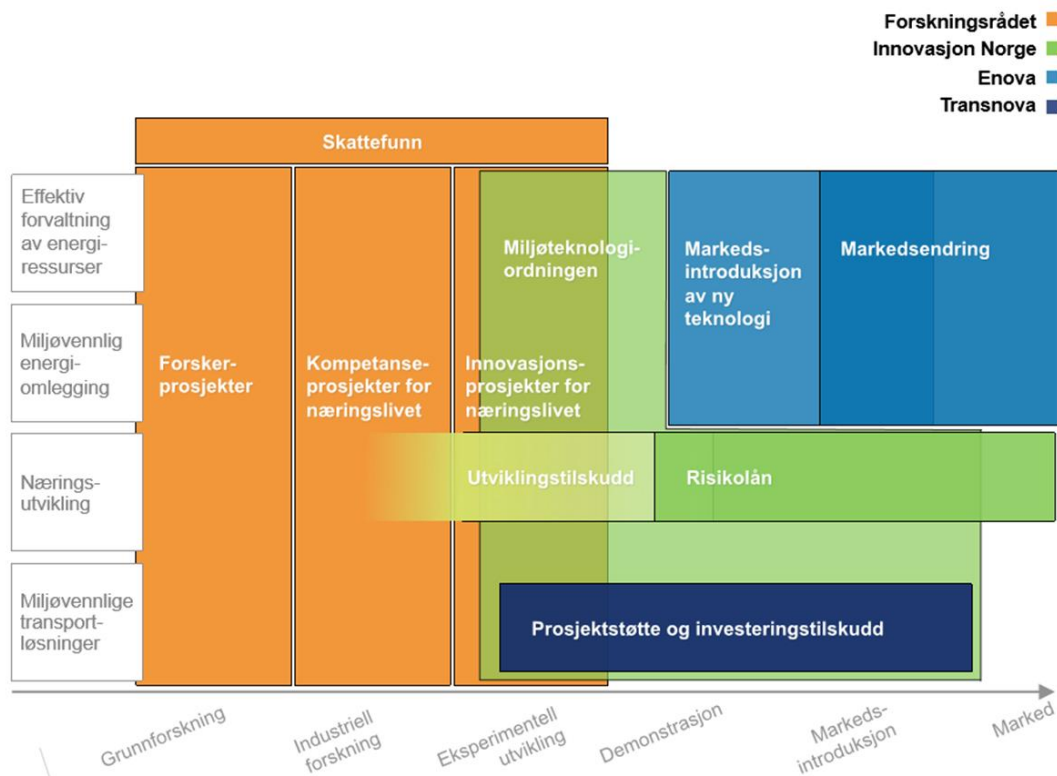 Forskningsrådet
Innovasjon Norge
Enova
Transnova
Skattefunn
Effektiv
forvaltning
av energi-
ressurser
Miljøteknologi-
ordningen
Markeds-
introduksjon
av ny
teknologi
Markedsendring
Miljøvennlig
energi-
omlegging
Forsker-
prosjekter
Kompetanse-
prosjekter for
næringslivet
Innovasjons-
prosjekter for
næringslivet
Nærings-
utvikling
Utviklingstilskudd
Risikolån
Miljøvennlige
transport-
løsninger
Prosjektstøtte og investeringstilskudd
Grunnforskning
Industriell
forskning
Eksperimentell
utvikling
Demonstrasjon
Markeds-
introduksjon
Marked